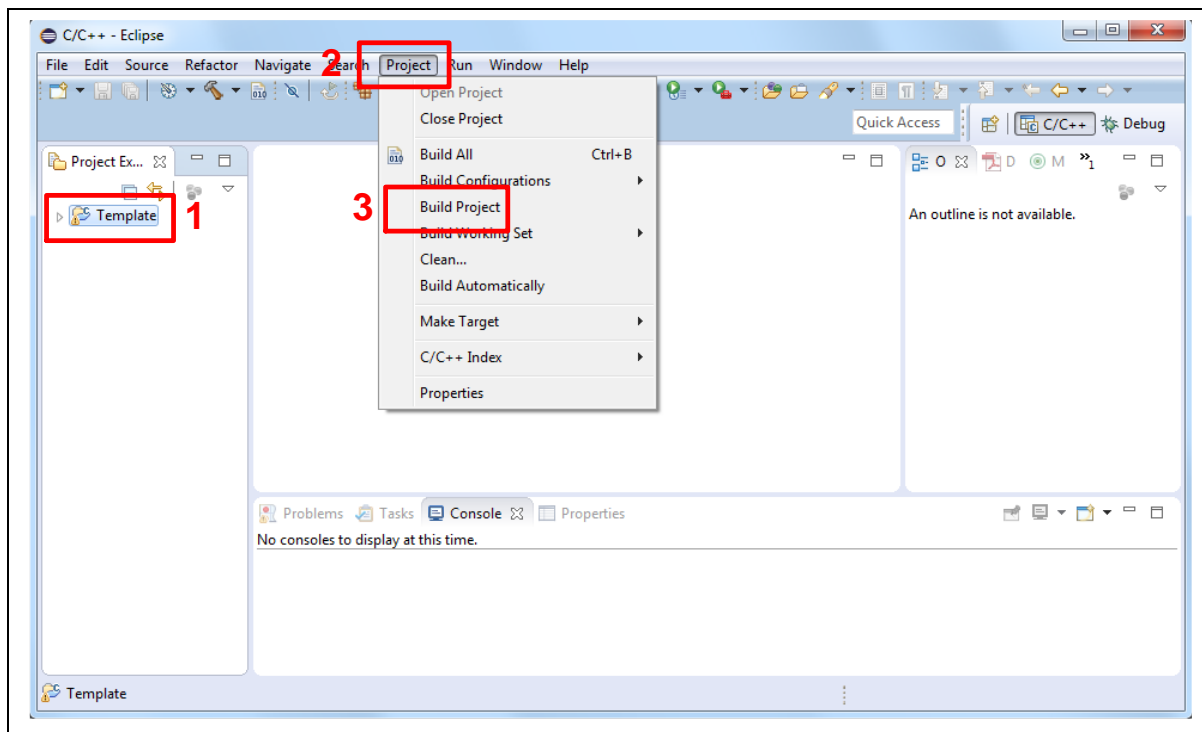 C/C++ - Eclipse
File Edit Source Refactor Navigate Search Project Run Window Help
2
Open Project
Close Project
Quick Access
C/C++
Debug
Project Ex...
Build All Ctrl+B
O D M »1
Build Configurations
Template
1
3
Build Project
An outline is not available.
Build Working Set
Clean...
Build Automatically
Make Target
C/C++ Index
Properties
Problems Tasks Console Properties
No consoles to display at this time.
Template